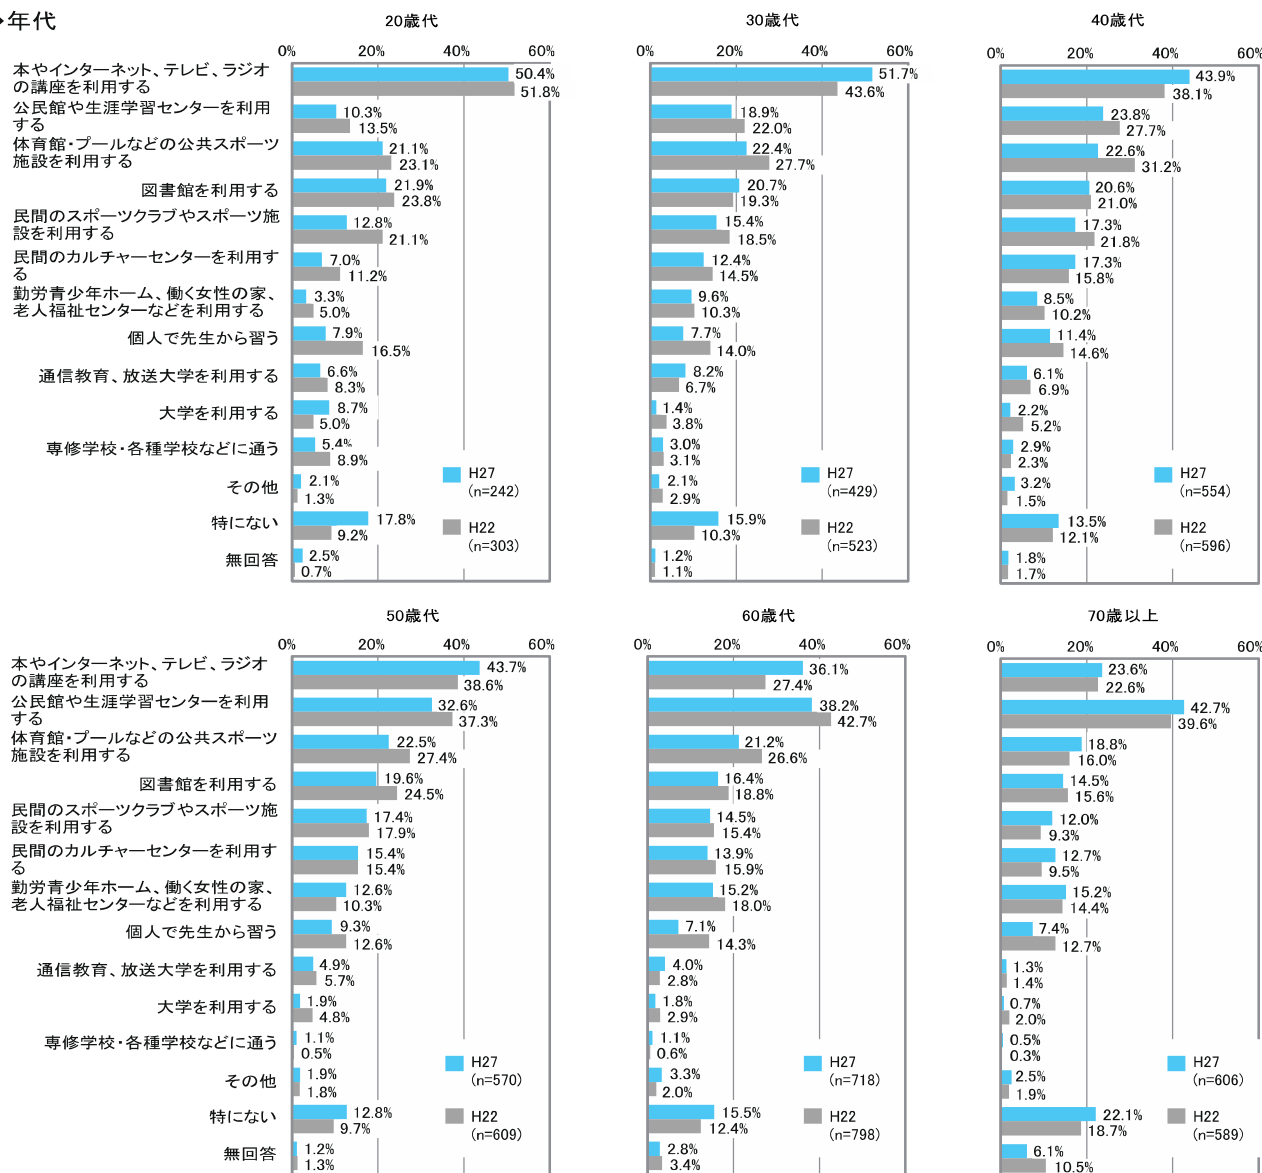 年代
20歳代
30歳代
40歳代
0% 20% 40% 60%
0% 20% 40% 60%
0% 20% 40% 60%
本やインターネット、テレビ、ラジオ
の講座を利用する
50.4%
51.8%
51.7%
43.6%
43.9%
38.1%
公民館や生涯学習センターを利用
する
10.3%
13.5%
18.9%
22.0%
23.8%
27.7%
体育館・プールなどの公共スポーツ
施設を利用する
21.1%
23.1%
22.4%
27.7%
22.6%
31.2%
図書館を利用する
21.9%
23.8%
20.7%
19.3%
20.6%
21.0%
民間のスポーツクラブやスポーツ施
設を利用する
12.8%
21.1%
15.4%
18.5%
17.3%
21.8%
民間のカルチャーセンターを利用す
る
7.0%
11.2%
12.4%
14.5%
17.3%
15.8%
勤労青少年ホーム、働く女性の家、
老人福祉センターなどを利用する
3.3%
5.0%
9.6%
10.3%
8.5%
10.2%
個人で先生から習う
7.9%
16.5%
7.7%
14.0%
11.4%
14.6%
通信教育、放送大学を利用する
6.6%
8.3%
8.2%
6.7%
6.1%
6.9%
大学を利用する
8.7%
5.0%
1.4%
3.8%
2.2%
5.2%
専修学校・各種学校などに通う
5.4%
8.9%
3.0%
3.1%
2.9%
2.3%
その他
2.1%
1.3%
2.1%
2.9%
3.2%
1.5%
特にない
17.8%
9.2%
15.9%
10.3%
13.5%
12.1%
無回答
2.5%
0.7%
1.2%
1.1%
1.8%
1.7%
H27
(n=242)
H22
(n=303)
H27
(n=429)
H22
(n=523)
H27
(n=554)
H22
(n=596)
50歳代
60歳代
70歳以上
0% 20% 40% 60%
0% 20% 40% 60%
0% 20% 40% 60%
本やインターネット、テレビ、ラジオ
の講座を利用する
43.7%
38.6%
36.1%
27.4%
23.6%
22.6%
公民館や生涯学習センターを利用
する
32.6%
37.3%
38.2%
42.7%
42.7%
39.6%
体育館・プールなどの公共スポーツ
施設を利用する
22.5%
27.4%
21.2%
26.6%
18.8%
16.0%
図書館を利用する
19.6%
24.5%
16.4%
18.8%
14.5%
15.6%
民間のスポーツクラブやスポーツ施
設を利用する
17.4%
17.9%
14.5%
15.4%
12.0%
9.3%
民間のカルチャーセンターを利用す
る
15.4%
15.4%
13.9%
15.9%
12.7%
9.5%
勤労青少年ホーム、働く女性の家、
老人福祉センターなどを利用する
12.6%
10.3%
15.2%
18.0%
15.2%
14.4%
個人で先生から習う
9.3%
12.6%
7.1%
14.3%
7.4%
12.7%
通信教育、放送大学を利用する
4.9%
5.7%
4.0%
2.8%
1.3%
1.4%
大学を利用する
1.9%
4.8%
1.8%
2.9%
0.7%
2.0%
専修学校・各種学校などに通う
1.1%
0.5%
1.1%
0.6%
0.5%
0.3%
その他
1.9%
1.8%
3.3%
2.0%
2.5%
1.9%
特にない
12.8%
9.7%
15.5%
12.4%
22.1%
18.7%
無回答
1.2%
1.3%
2.8%
3.4%
6.1%
10.5%
H27
(n=570)
H22
(n=609)
H27
(n=718)
H22
(n=798)
H27
(n=606)
H22
(n=589)